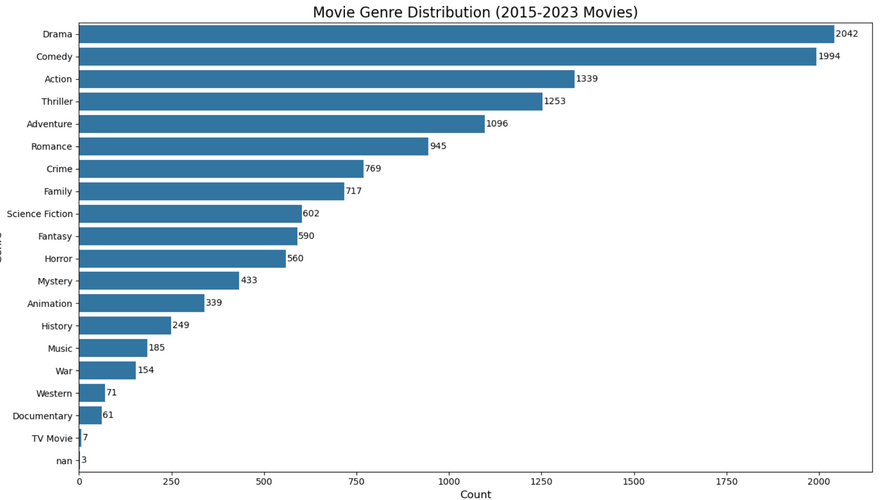 Movie Genre Distribution (2015-2023 Movies)
Drama 2042
Comedy 1994
Action 1339
Thriller 1253
Adventure 1096
Romance 945
Crime 769
Family 717
Science Fiction 602
Fantasy 590
Horror 560
Mystery 433
Animation 339
History 249
Music 185
War 154
Western 71
Documentary 61
TV Movie 7
nan 3
0 250 500 750 1000 1250 1500 1750 2000
Count